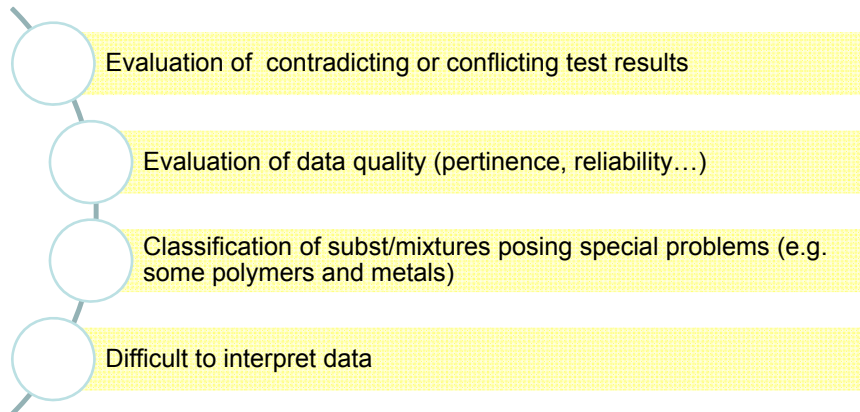 Evaluation of  contradicting or conflicting test results
Evaluation of data quality (pertinence, reliability…)
Classification of subst/mixtures posing special problems (e.g.
some polymers and metals)
Difficult to interpret data